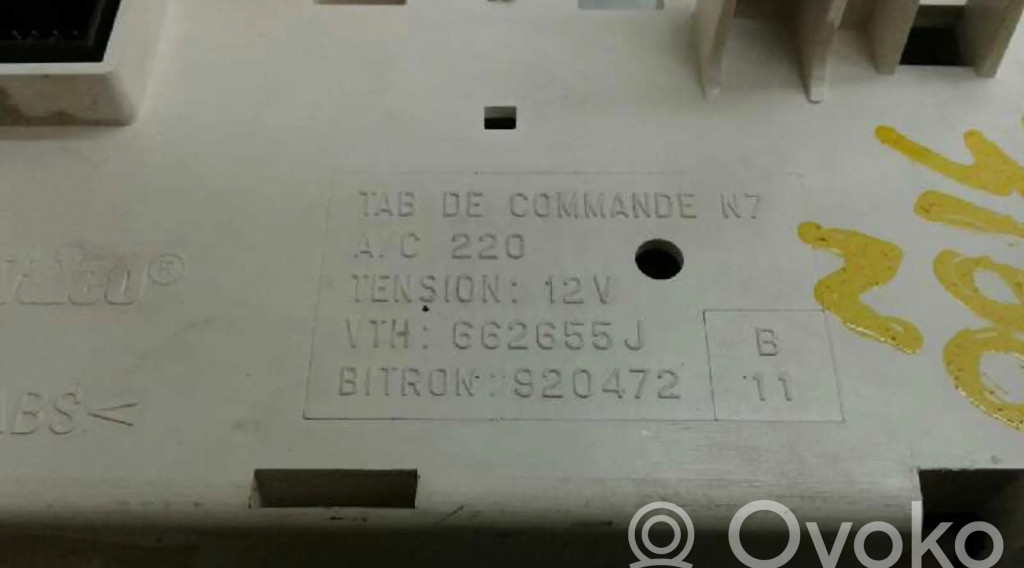 TAB DE COMMANDE N7
A/C 220
TENSION: 12V
VTH: 662655J
BITRON: 920472
B
11
ABS<
Ovoko